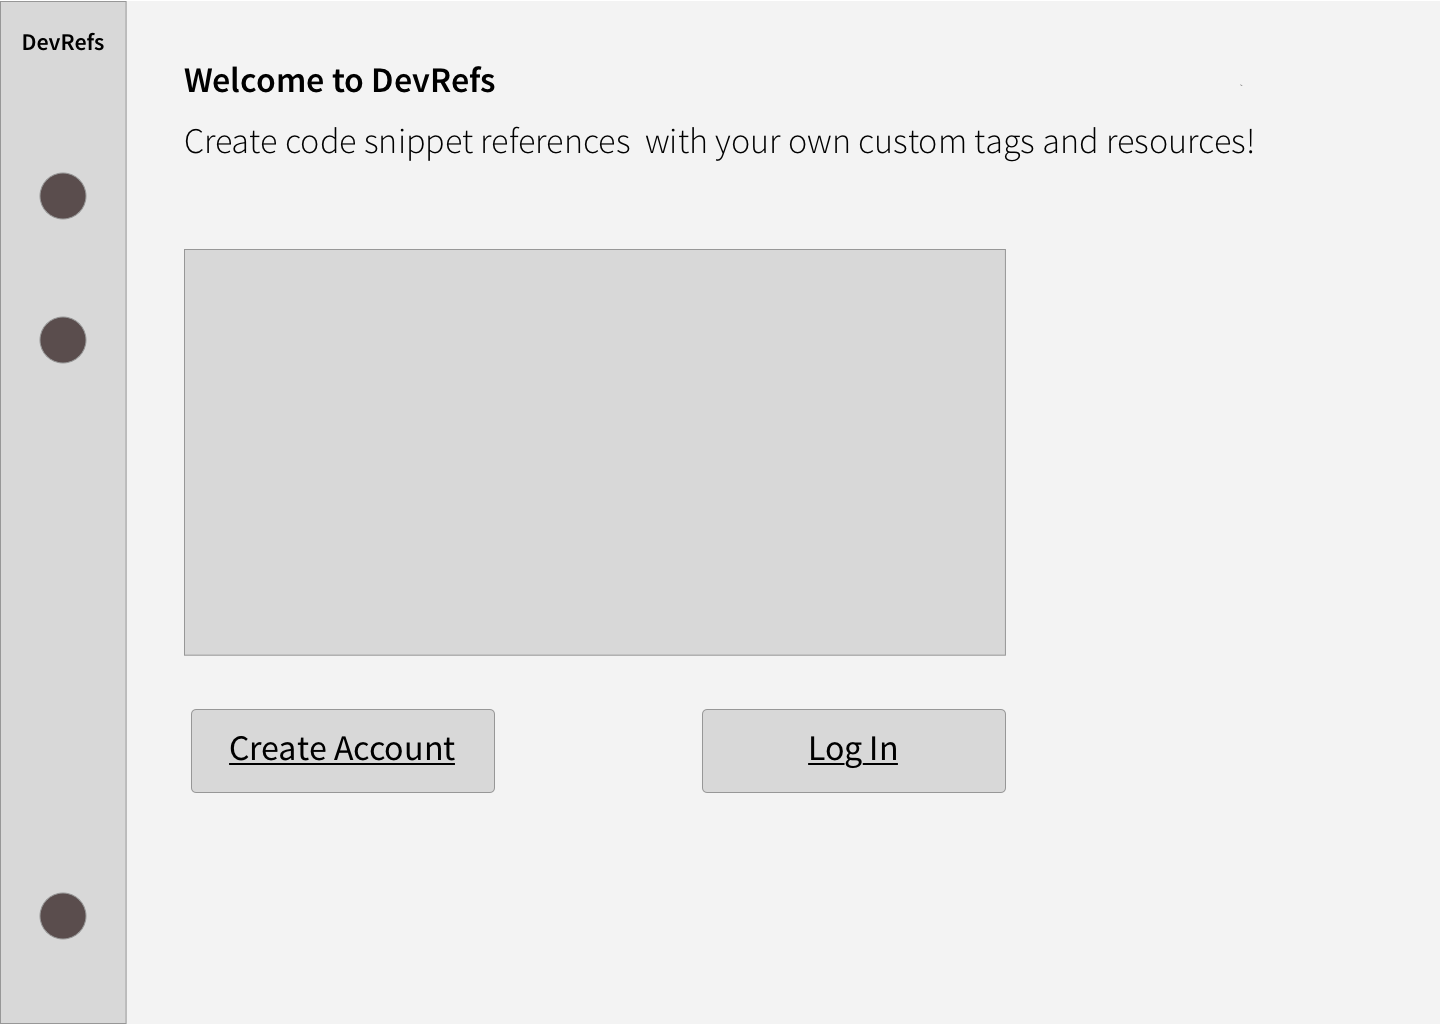 DevRefs
Welcome to DevRefs
Create code snippet references  with your own custom tags and resources!
Create Account
Log In